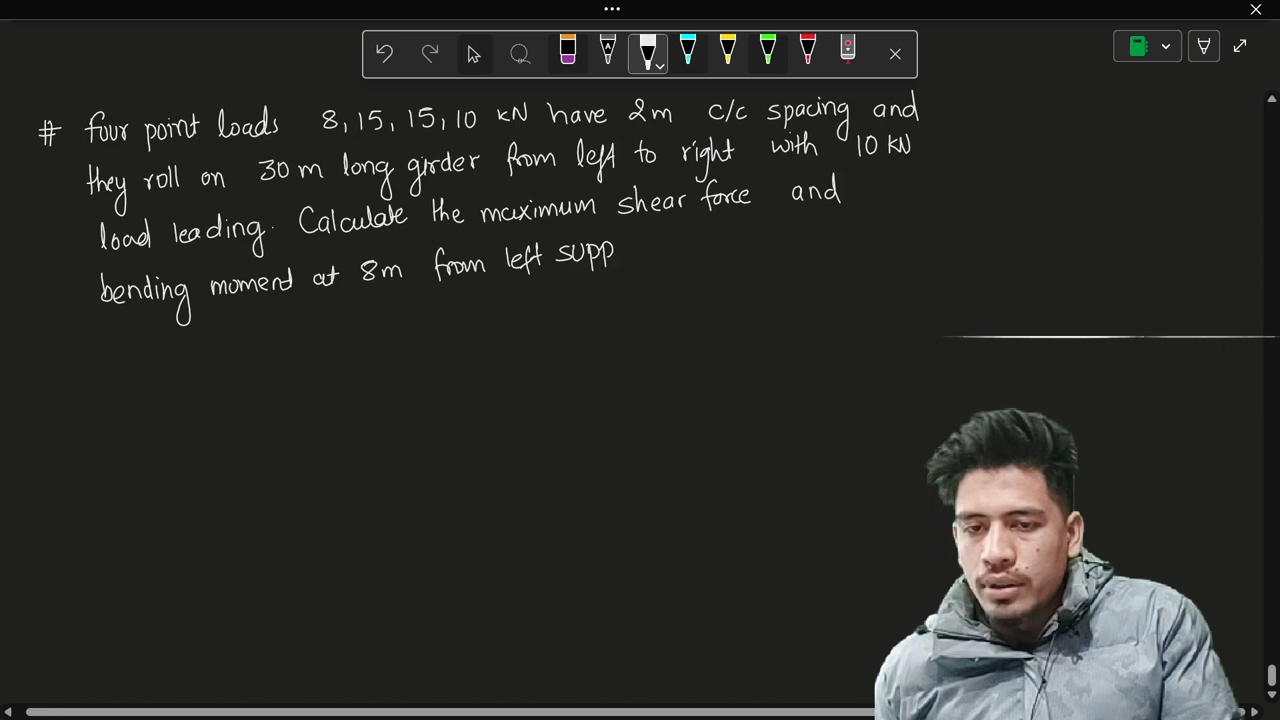 # four point loads 8, 15, 15, 10 kN have 2m c/c spacing and
they roll on 30 m long girder from left to right with 10 kN
load leading. Calculate the maximum shear force and
bending moment at 8m from left supp